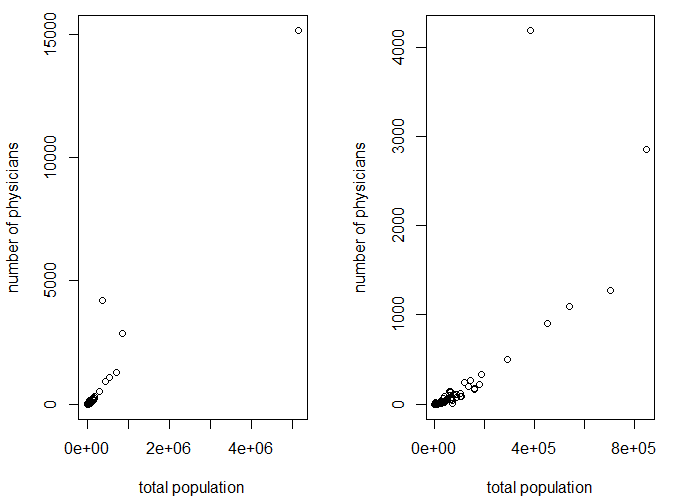 15000
10000
5000
0
number of physicians
0e+00
2e+06
4e+06
total population
4000
3000
2000
1000
0
number of physicians
0e+00
4e+05
8e+05
total population